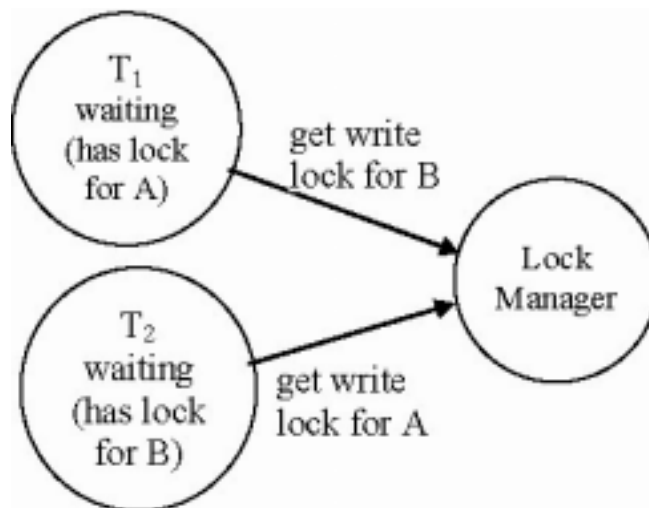 T₁
waiting
(has lock
for A)
get write
lock for B
Lock
Manager
T₂
waiting
(has lock
for B)
get write
lock for A